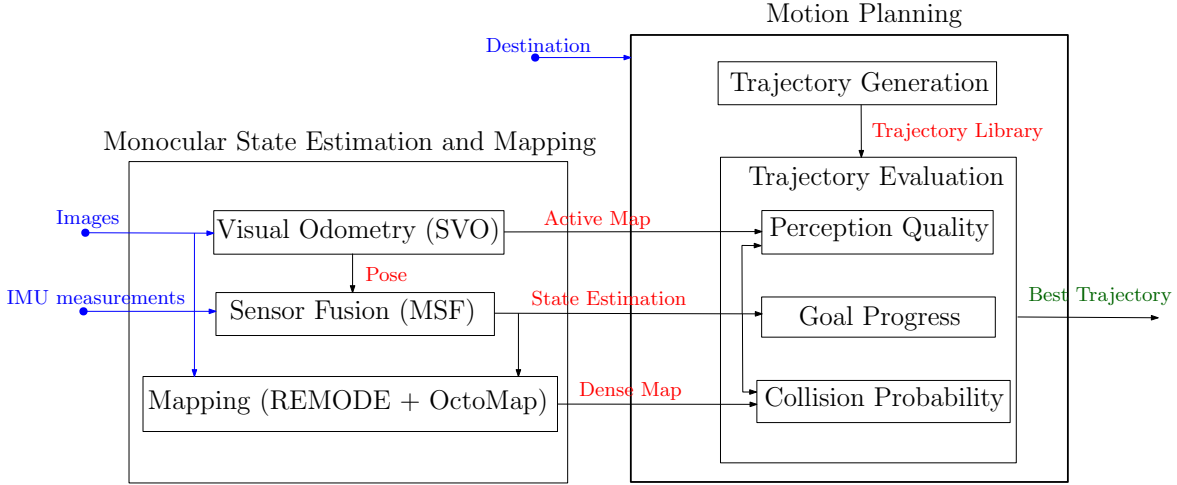 Motion Planning
Destination
Trajectory Generation
Trajectory Library
Monocular State Estimation and Mapping
Trajectory Evaluation
Images
Visual Odometry (SVO)
Active Map
Perception Quality
Pose
IMU measurements
Sensor Fusion (MSF)
State Estimation
Goal Progress
Best Trajectory
Mapping (REMODE + OctoMap)
Dense Map
Collision Probability